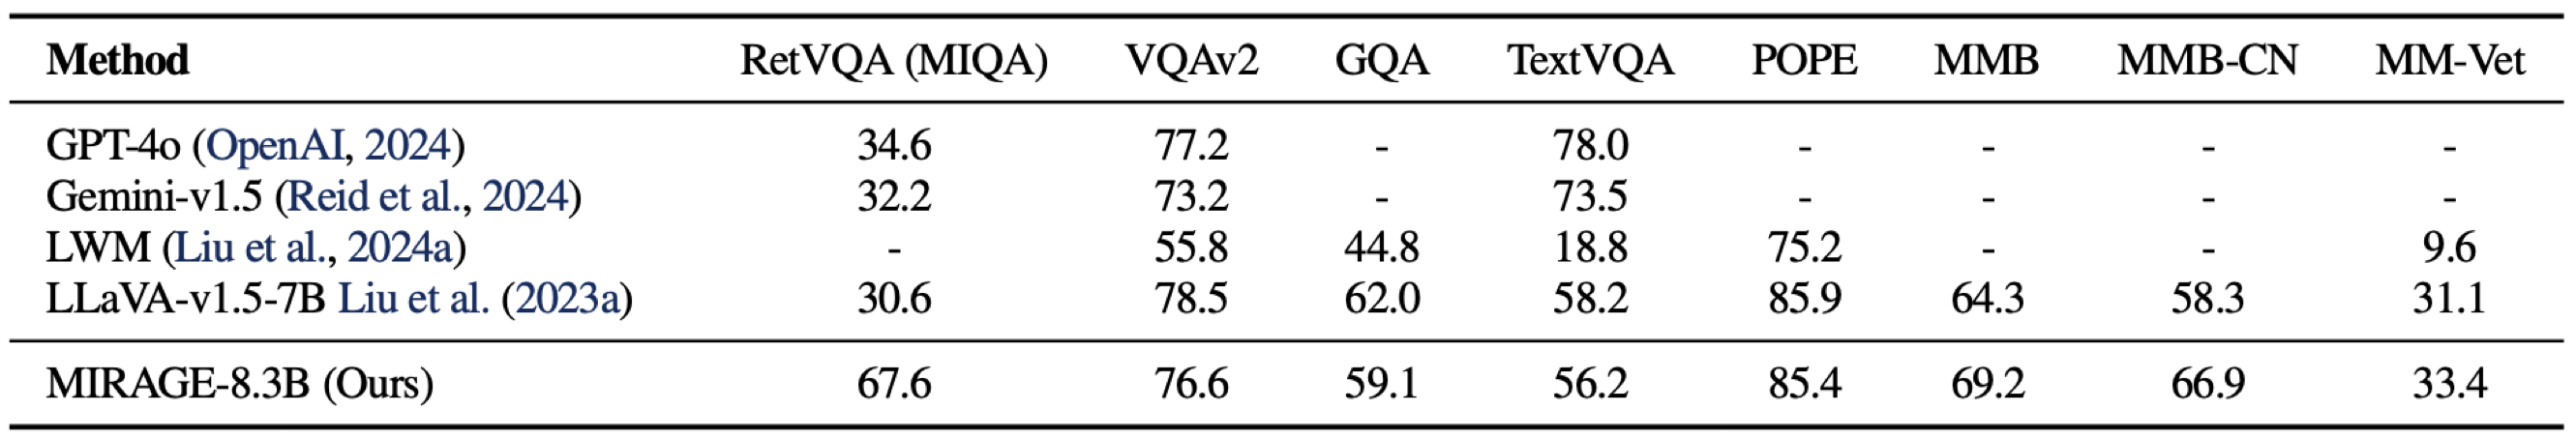 Method RetVQA (MIQA) VQAv2 GQA TextVQA POPE MMB MMB-CN MM-Vet
GPT-4o (OpenAI, 2024) 34.6 77.2 - 78.0 - - - -
Gemini-v1.5 (Reid et al., 2024) 32.2 73.2 - 73.5 - - - -
LWM (Liu et al., 2024a) - 55.8 44.8 18.8 75.2 - - 9.6
LLaVA-v1.5-7B Liu et al. (2023a) 30.6 78.5 62.0 58.2 85.9 64.3 58.3 31.1
MIRAGE-8.3B (Ours) 67.6 76.6 59.1 56.2 85.4 69.2 66.9 33.4